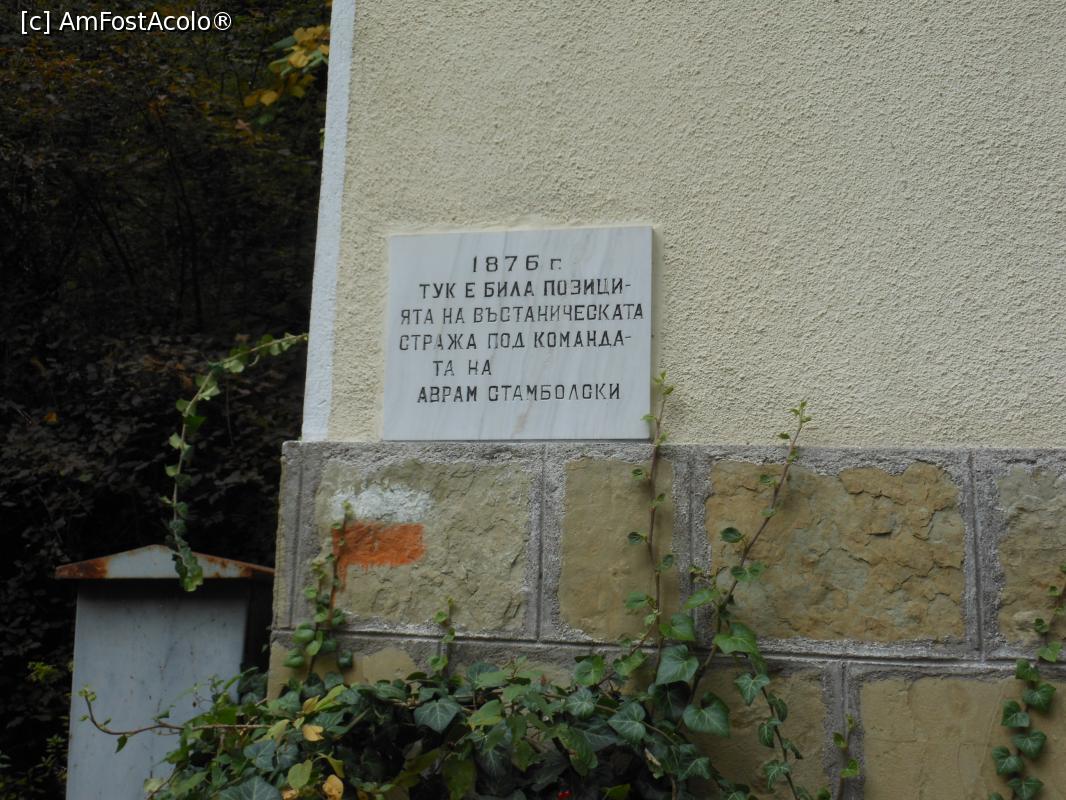 [c] AmFostAcolo®
1876 г.
ТУК Е БИЛА ПОЗИЦИ-
ЯТА НА ВЪСТАНИЧЕСКАТА
СТРАЖА ПОД КОМАНДА-
ТА НА
АВРАМ СТАМБОЛСКИ